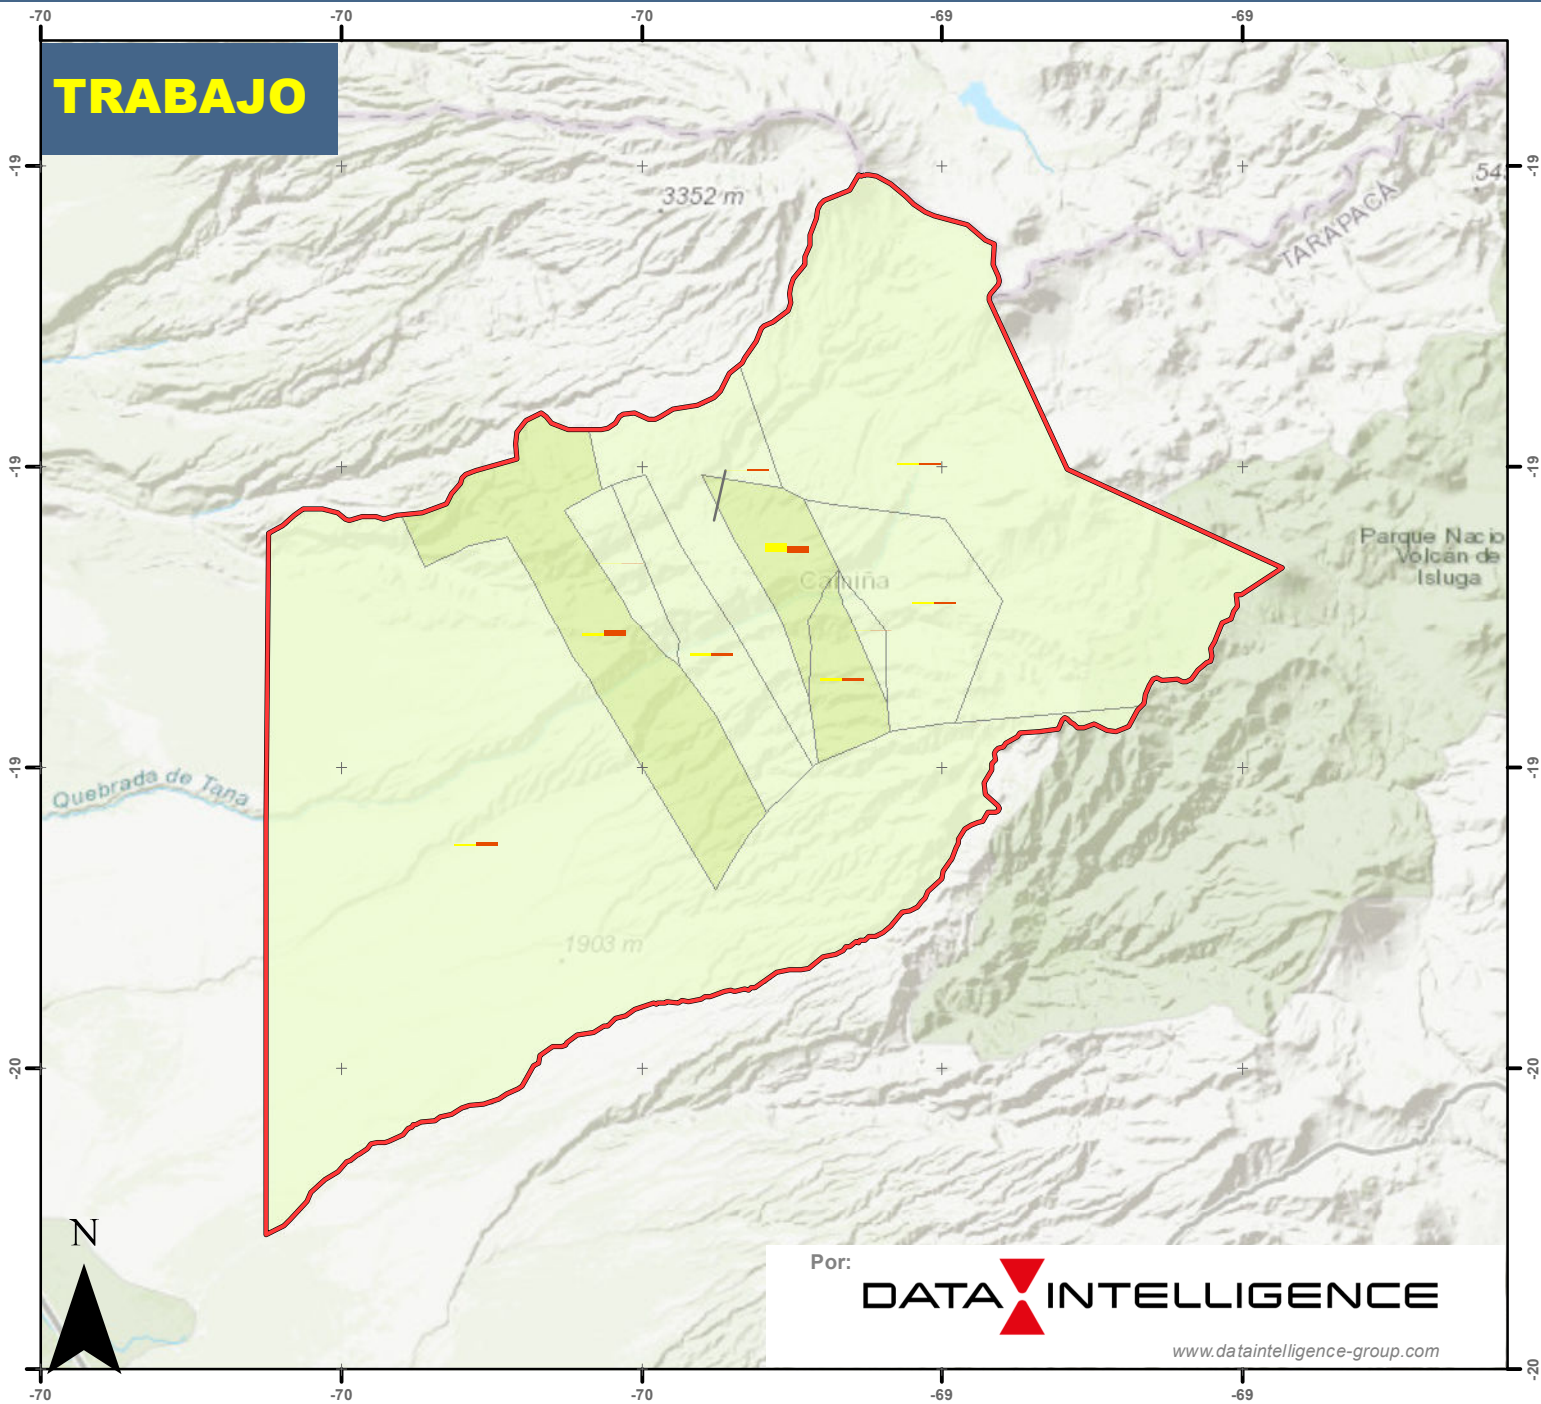 -70 -70 -70 -69 -69
TRABAJO
-19 -19
3352 m
54
TARAPACÁ
-19 -19
Parque Nacio
Volcán de
Isluga
Camiña
-19 -19
Quebrada de Tana
1903 m
-20 -20
N
Por:
DATA INTELLIGENCE
www.dataintelligence-group.com
-20
-70 -70 -70 -69 -69